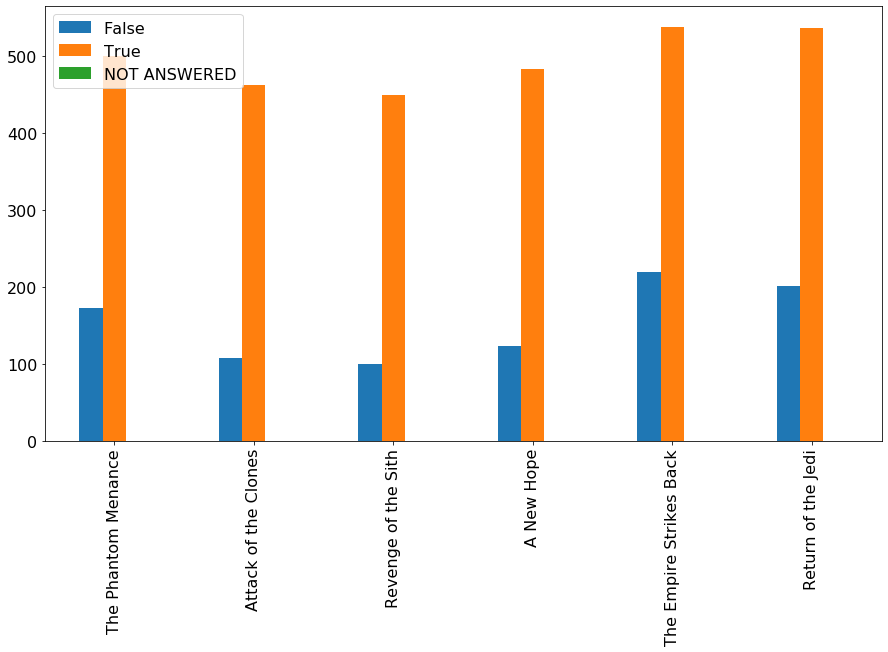 False
True
NOT ANSWERED
500
400
300
200
100
0
The Phantom Menance
Attack of the Clones
Revenge of the Sith
A New Hope
The Empire Strikes Back
Return of the Jedi